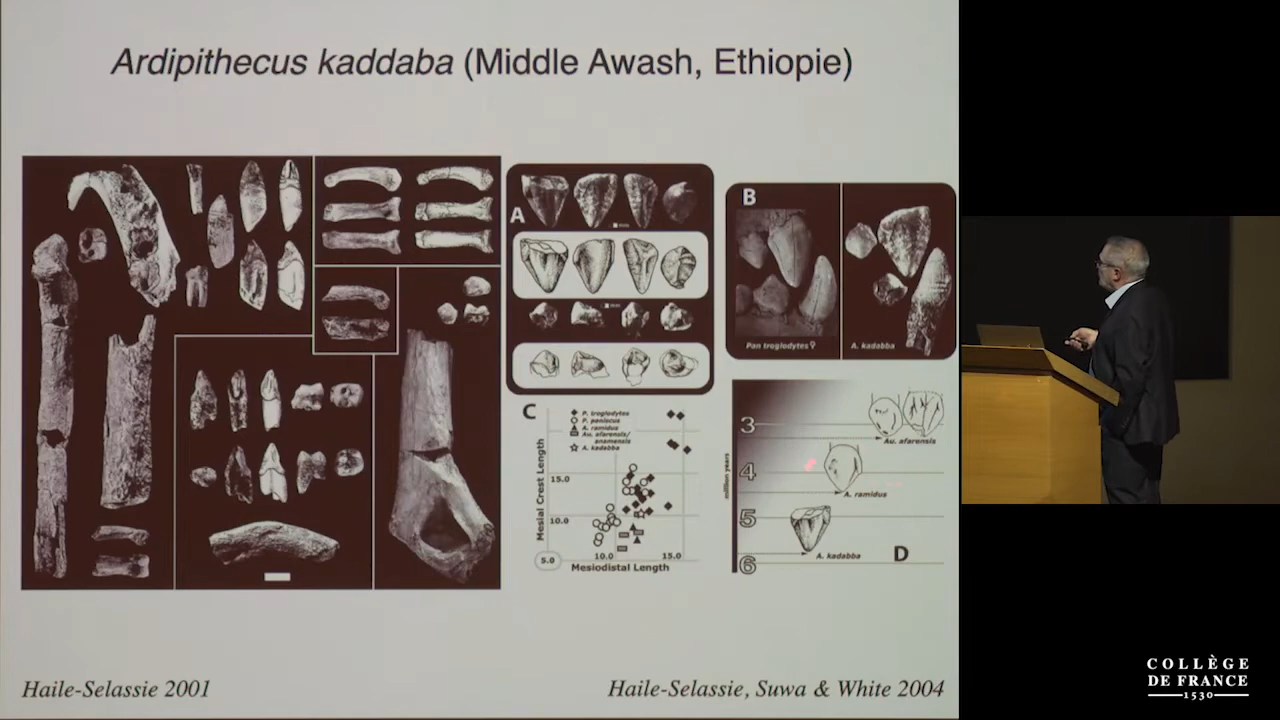 Ardipithecus kaddaba (Middle Awash, Ethiopie)
A
B
Pan troglodytes ♀
A. kadabba
C
P. troglodytes
P. paniscus
A. ramidus
Au. afarensis/
anamensis
A. kadabba
Mesial Crest Length
15.0
10.0
5.0
10.0
15.0
Mesiodistal Length
million years
3
Au. afarensis
4
A. ramidus
5
A. kadabba
D
6
Haile-Selassie 2001
Haile-Selassie, Suwa & White 2004
COLLÈGE
DE FRANCE
1530